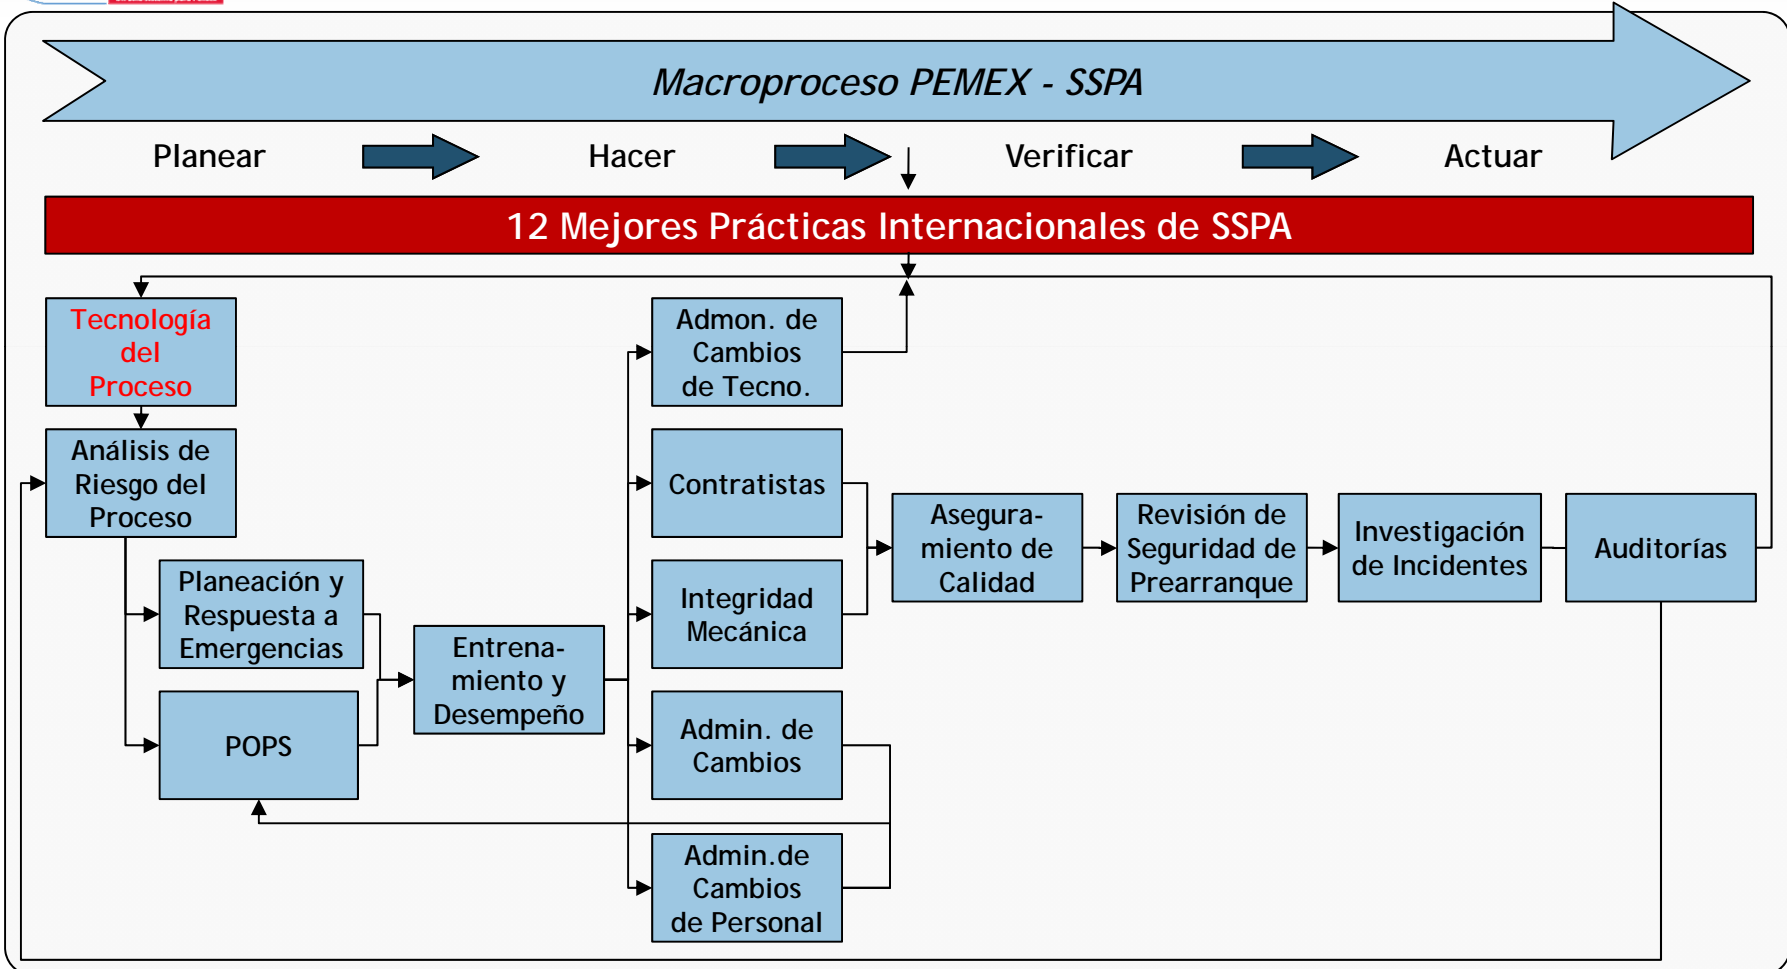 Macroproceso PEMEX - SSPA
Planear
Hacer
Verificar
Actuar
12 Mejores Prácticas Internacionales de SSPA
Tecnología
del
Proceso
Análisis de
Riesgo del
Proceso
Planeación y
Respuesta a
Emergencias
POPS
Entrena-
miento y
Desempeño
Admon. de
Cambios
de Tecno.
Contratistas
Integridad
Mecánica
Admin. de
Cambios
Admin.de
Cambios
de Personal
Asegura-
miento de
Calidad
Revisión de
Seguridad de
Prearranque
Investigación
de Incidentes
Auditorías